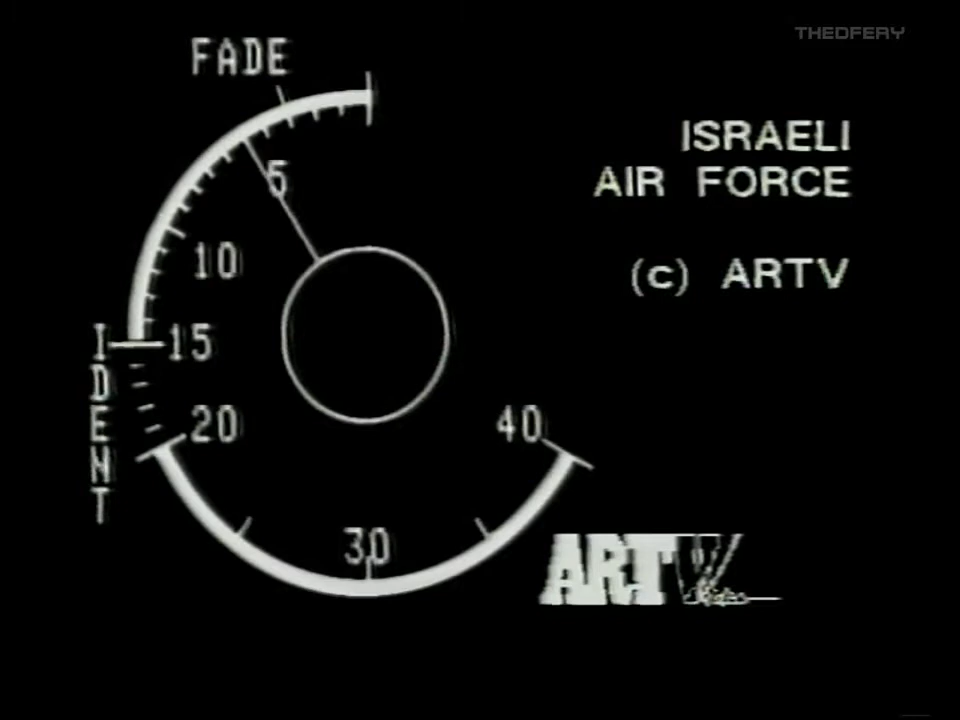 THEDFERY
FADE
ISRAELI
AIR FORCE
5
10
(c) ARTV
I 15
D
E 20
N
T
40
30
ARTV